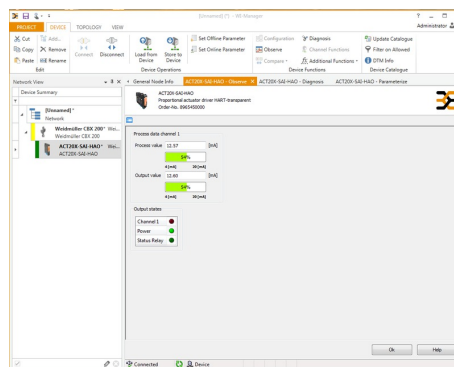 [Unnamed]* - WI-Manager
PROJECT DEVICE TOPOLOGY VIEW
Administrator
Cut Add...
Copy Remove
Paste Rename
Edit
Connect Disconnect
Load from Device
Store to Device
Set Offline Parameter
Set Online Parameter
Device Operations
Configuration Diagnosis
Observe Channel Functions
Compare Additional Functions
Device Functions
Update Catalogue
Filter on Allowed
DTM Info
Device Catalogue
Network View
Device Summary
[Unnamed]*
Network
Weidmüller CBX 200* Wei...
Weidmüller CBX 200
ACT20X-SAI-HAO* Wei...
ACT20X-SAI-HAO
General Node Info ACT20X-SAI-HAO - Observe ACT20X-SAI-HAO - Diagnosis ACT20X-SAI-HAO - Parameterize
ACT20X-SAI-HAO
Proportional actuator driver HART-transparent
Order-No. 8965450000
Process data channel 1
Process value 12.57 [mA]
54%
4 [mA] 20 [mA]
Output value 12.60 [mA]
54%
4 [mA] 20 [mA]
Output states
Channel 1
Power
Status Relay
Ok Help
Connected Device